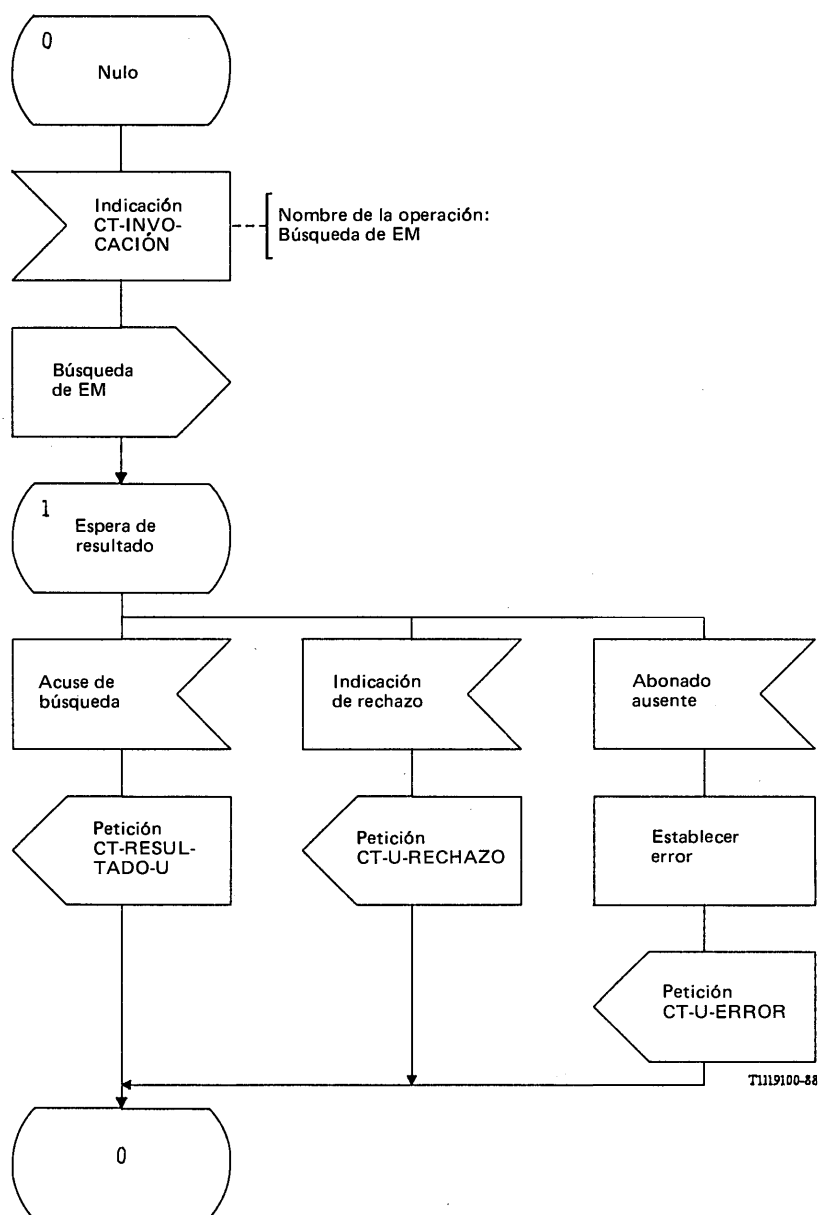 0
Nulo
Indicación
CT-INVO-
CACIÓN
Nombre de la operación:
Búsqueda de EM
Búsqueda
de EM
1
Espera de
resultado
Acuse de
búsqueda
Indicación
de rechazo
Abonado
ausente
Petición
CT-RESUL-
TADO-U
Petición
CT-U-RECHAZO
Establecer
error
Petición
CT-U-ERROR
T1119100-88
0